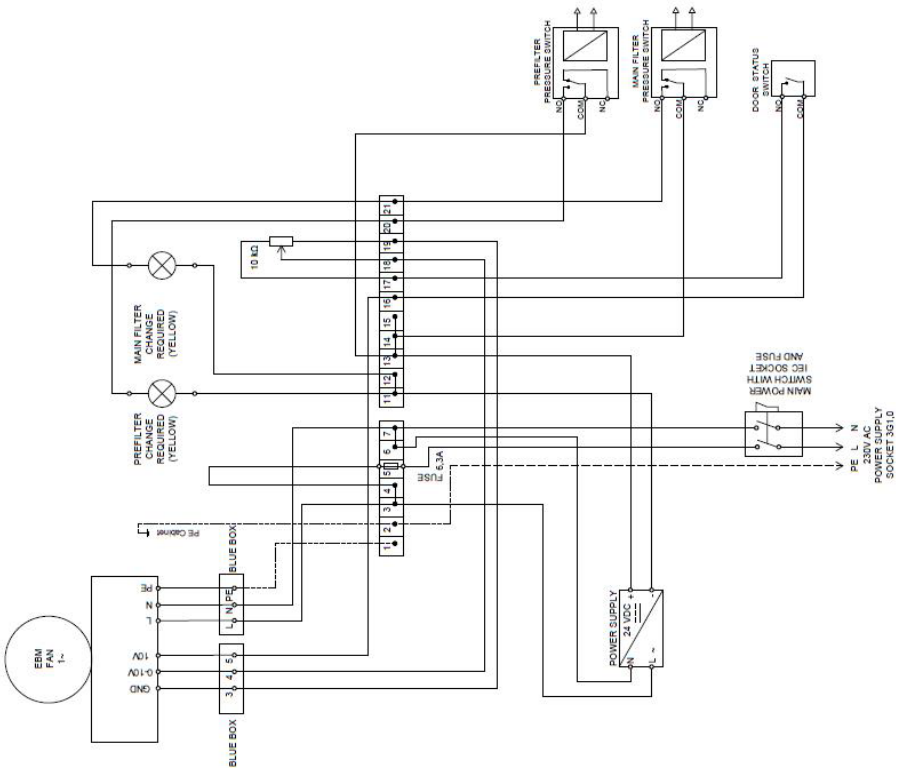 PREFILTER
PRESSURE SWITCH
NO
COM
NC
MAIN FILTER
PRESSURE SWITCH
NO
COM
NC
DOOR STATUS
SWITCH
NO
COM
21
20
19
18
17
16
15
14
13
12
11
10 kΩ
MAIN FILTER
CHANGE
REQUIRED
(YELLOW)
PREFILTER
CHANGE
REQUIRED
(YELLOW)
7
6
5
4
3
2
1
FUSE
6,3A
MAIN POWER
SWITCH WITH
IEC SOCKET
AND FUSE
PE L N
230V AC
POWER SUPPLY
SOCKET 3G1,0
PE Cabinet
BLUE BOX
L N PE
PE
N
L
10V
0-10V
GND
EBM
FAN
1~
3 4 5
BLUE BOX
POWER SUPPLY
24 VDC
+
-
N
L ~